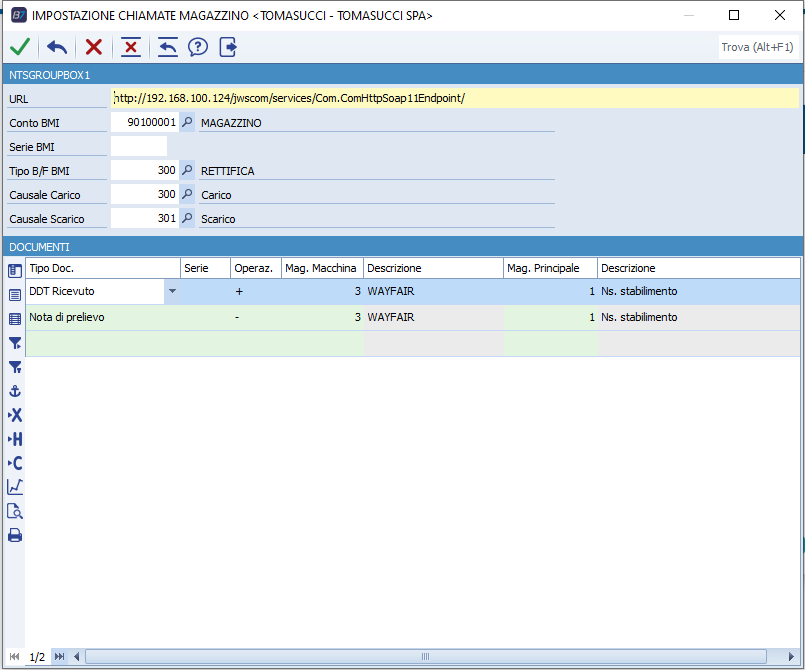 B7 IMPOSTAZIONE CHIAMATE MAGAZZINO <TOMASUCCI - TOMASUCCI SPA>
Trova (Alt+F1)
NTSGROUPBOX1
URL http://192.168.100.124/jwscom/services/Com.ComHttpSoap11Endpoint/
Conto BMI 90100001 MAGAZZINO
Serie BMI
Tipo B/F BMI 300 RETTIFICA
Causale Carico 300 Carico
Causale Scarico 301 Scarico
DOCUMENTI
Tipo Doc. Serie Operaz. Mag. Macchina Descrizione Mag. Principale Descrizione
DDT Ricevuto + 3 WAYFAIR 1 Ns. stabilimento
Nota di prelievo - 3 WAYFAIR 1 Ns. stabilimento
X
H
C
1/2